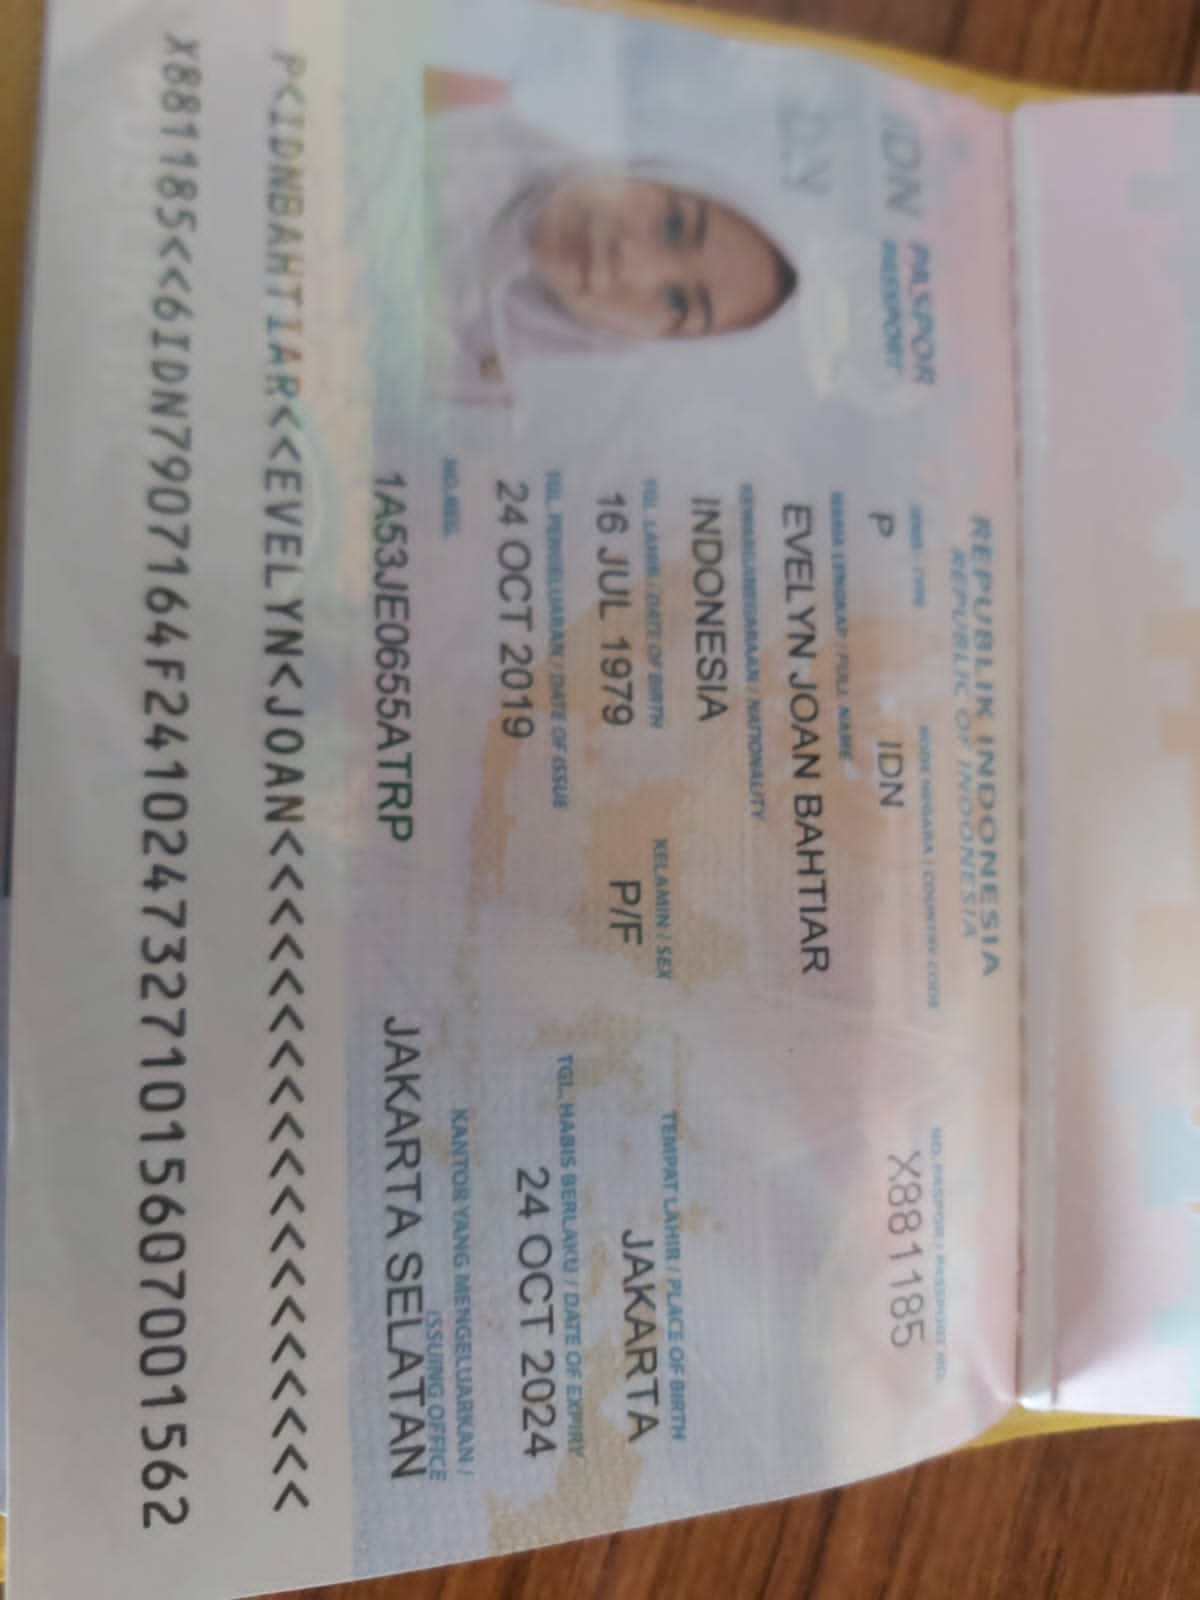 REPUBLIK INDONESIA
REPUBLIC OF INDONESIA
IDN
PASPOR
PASSPORT
JENIS / TYPE
KODE NEGARA / COUNTRY CODE
NO. PASPOR / PASSPORT NO.
P
IDN
X881185
NAMA LENGKAP / FULL NAME
EVELYN JOAN BAHTIAR
KEWARGANEGARAAN / NATIONALITY
INDONESIA
TGL. LAHIR / DATE OF BIRTH
KELAMIN / SEX
TEMPAT LAHIR / PLACE OF BIRTH
16 JUL 1979
P/F
JAKARTA
TGL. PENGELUARAN / DATE OF ISSUE
TGL. HABIS BERLAKU / DATE OF EXPIRY
24 OCT 2019
24 OCT 2024
NO. REG.
KANTOR YANG MENGELUARKAN /
ISSUING OFFICE
1A53JE0655ATRP
JAKARTA SELATAN
P<IDNBAHTIAR<<EVELYN<JOAN<<<<<<<<<<<<<<<<<
X881185<<6IDN7907164F24102473271015607001562